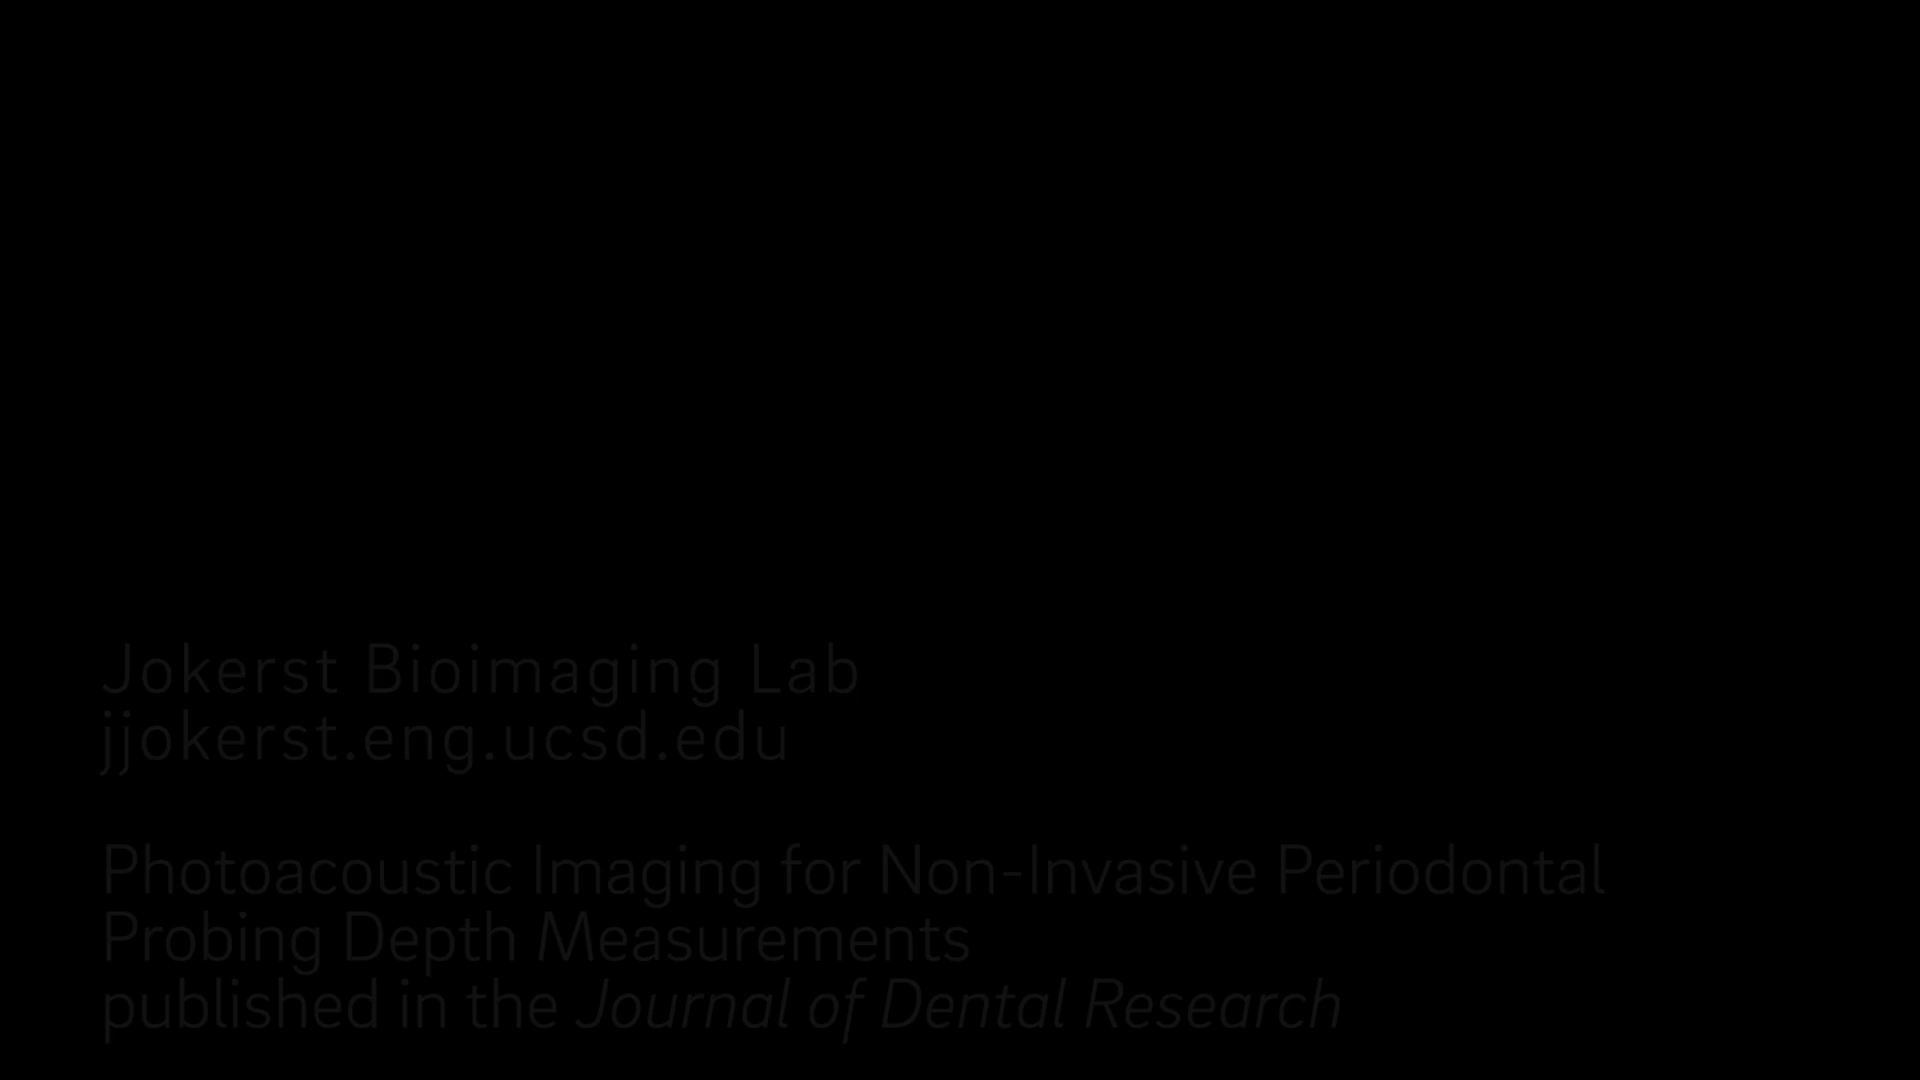 Jokerst Bioimaging Lab
jjokerst.eng.ucsd.edu
Photoacoustic Imaging for Non-Invasive Periodontal
Probing Depth Measurements
published in the Journal of Dental Research